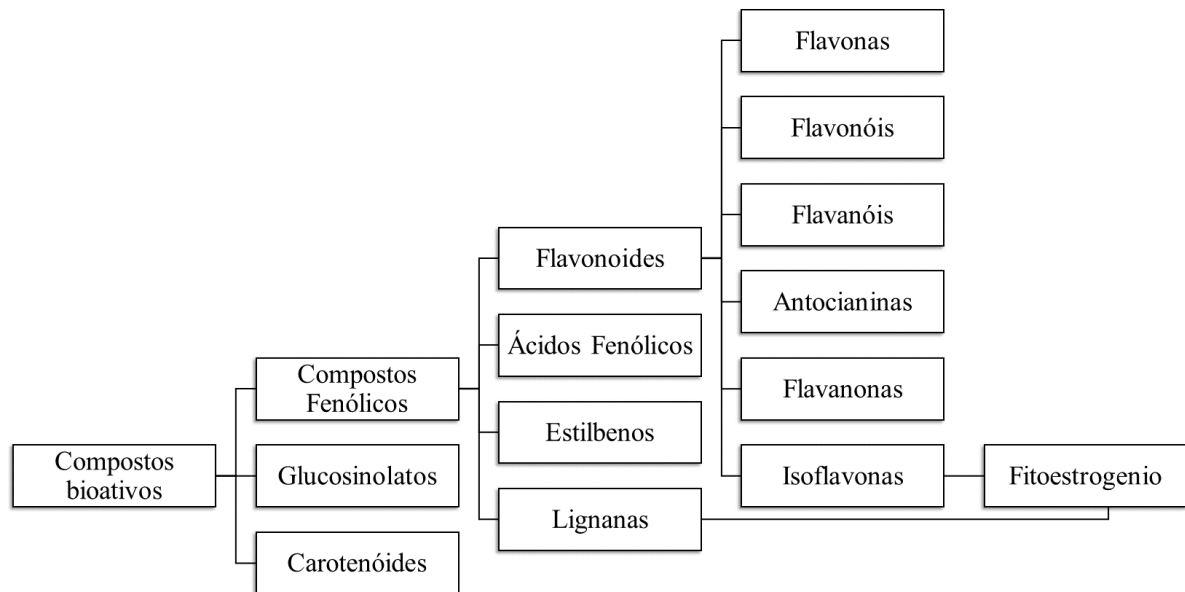 Flavonas
Flavonóis
Flavanóis
Flavonoides
Antocianinas
Ácidos Fenólicos
Compostos
Fenólicos
Flavanonas
Estilbenos
Compostos
bioativos
Glucosinolatos
Isoflavonas
Fitoestrogenio
Lignanas
Carotenóides